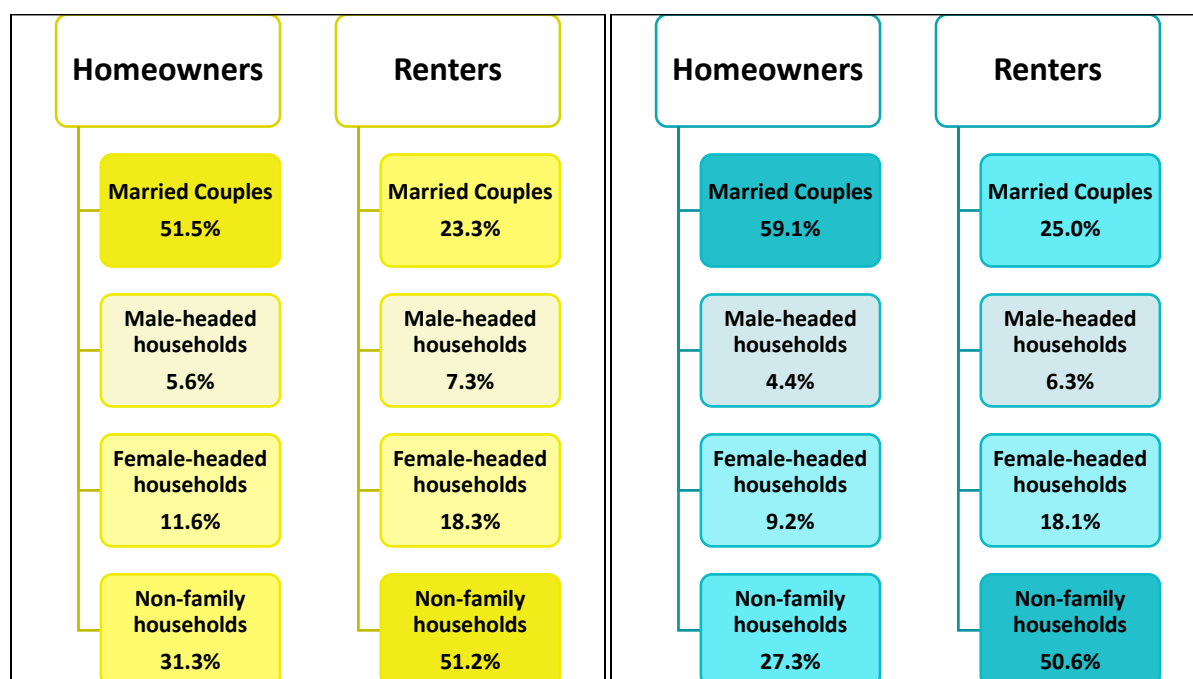 Homeowners
Married Couples
51.5%
Male-headed
households
5.6%
Female-headed
households
11.6%
Non-family
households
31.3%
Renters
Married Couples
23.3%
Male-headed
households
7.3%
Female-headed
households
18.3%
Non-family
households
51.2%
Homeowners
Married Couples
59.1%
Male-headed
households
4.4%
Female-headed
households
9.2%
Non-family
households
27.3%
Renters
Married Couples
25.0%
Male-headed
households
6.3%
Female-headed
households
18.1%
Non-family
households
50.6%